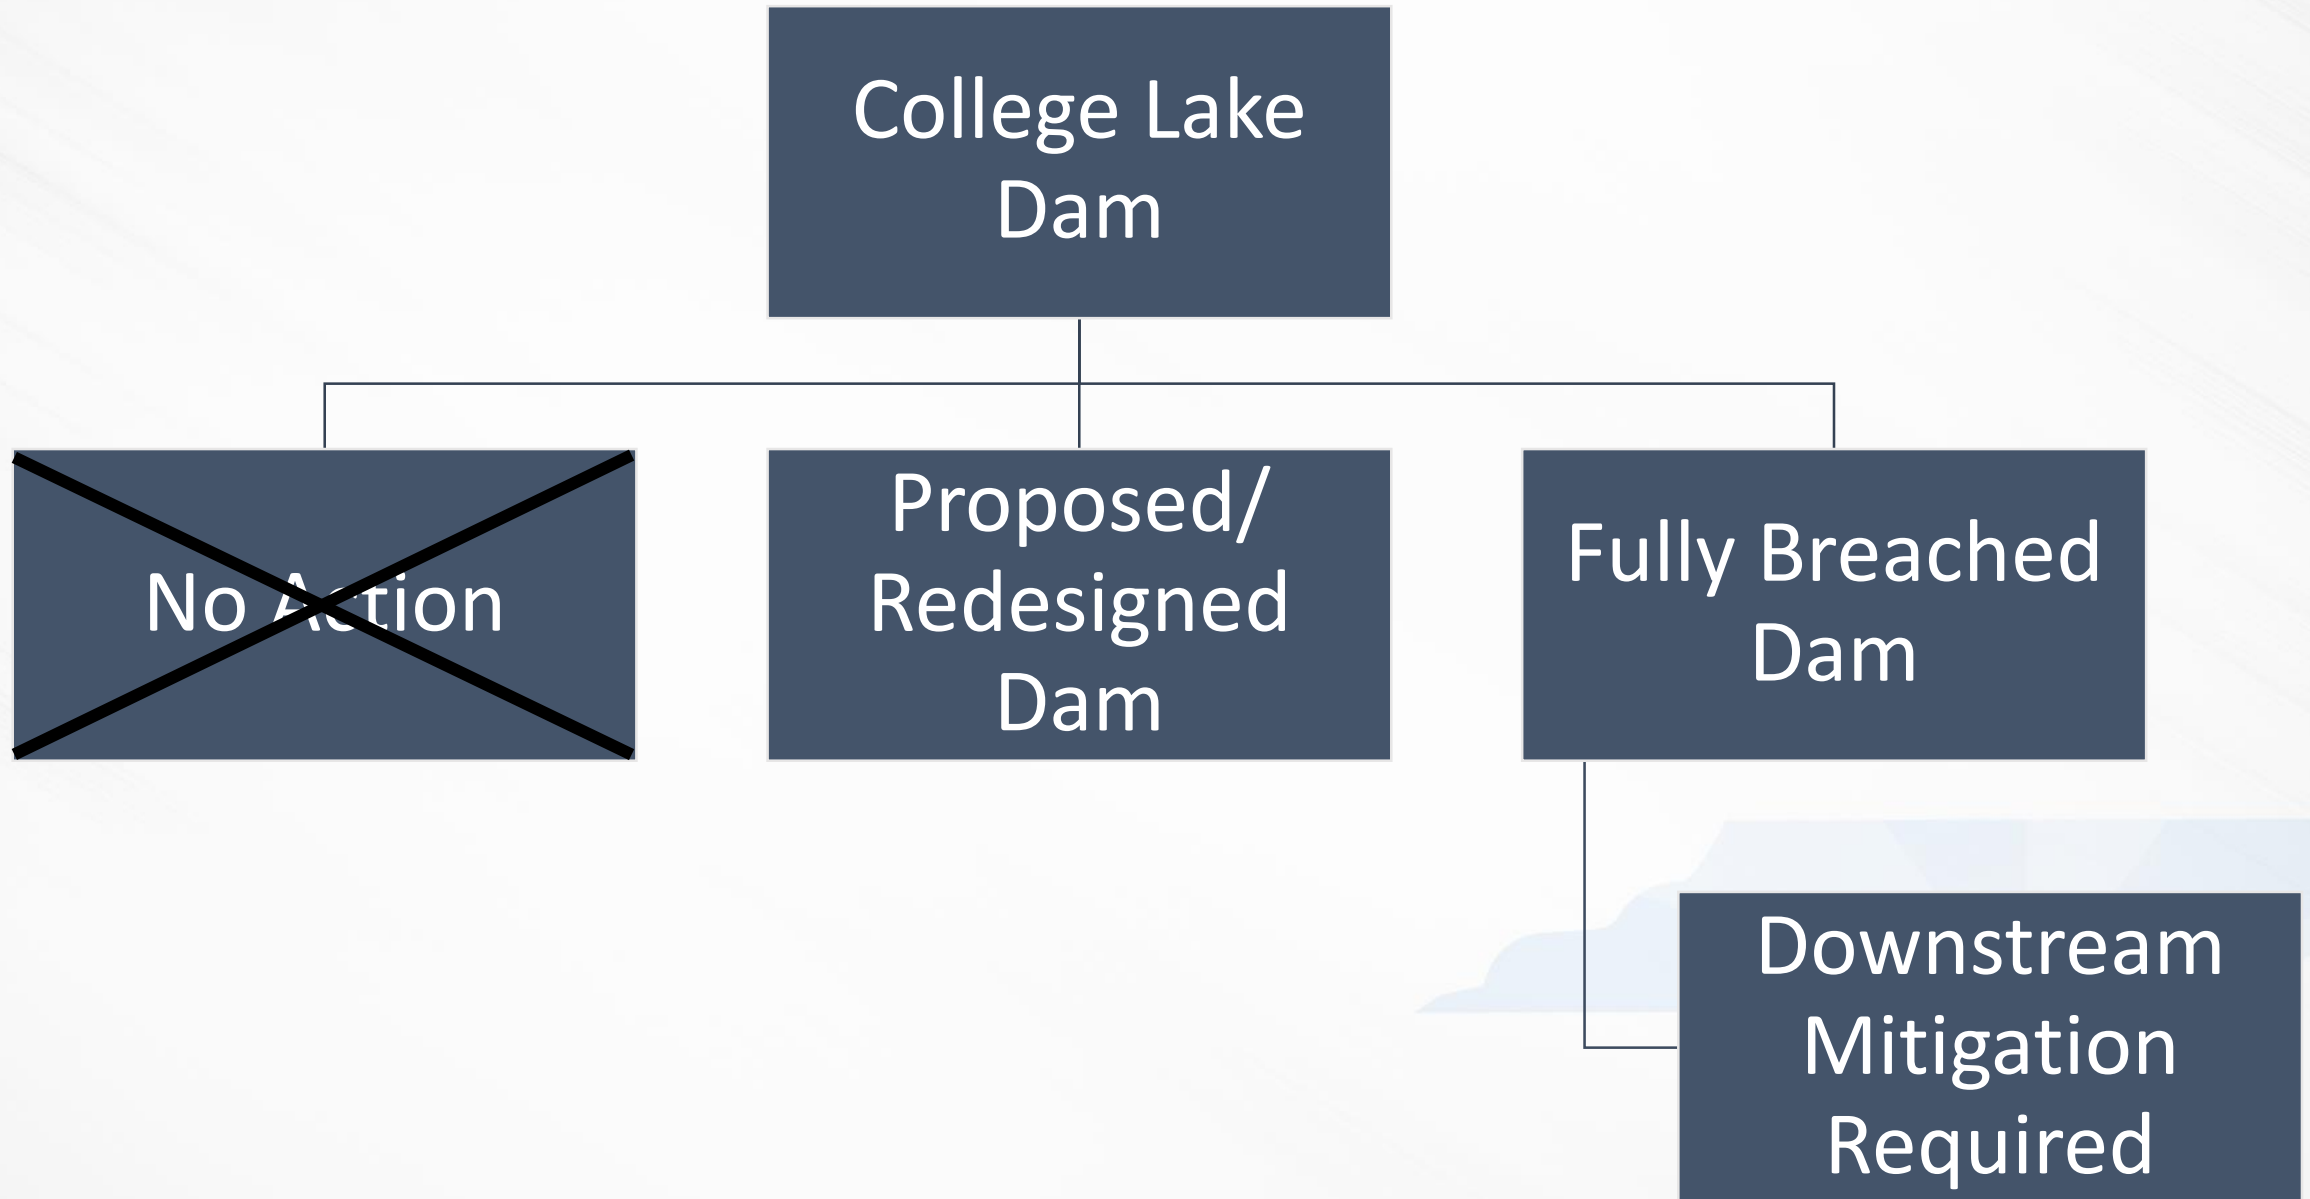 College Lake
Dam
No Action
Proposed/
Redesigned
Dam
Fully Breached
Dam
Downstream
Mitigation
Required